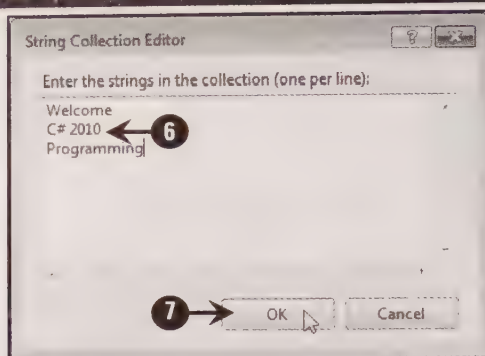 String Collection Editor
?
Enter the strings in the collection (one per line):
Welcome
C# 2010
6
Programming
7
OK
Cancel